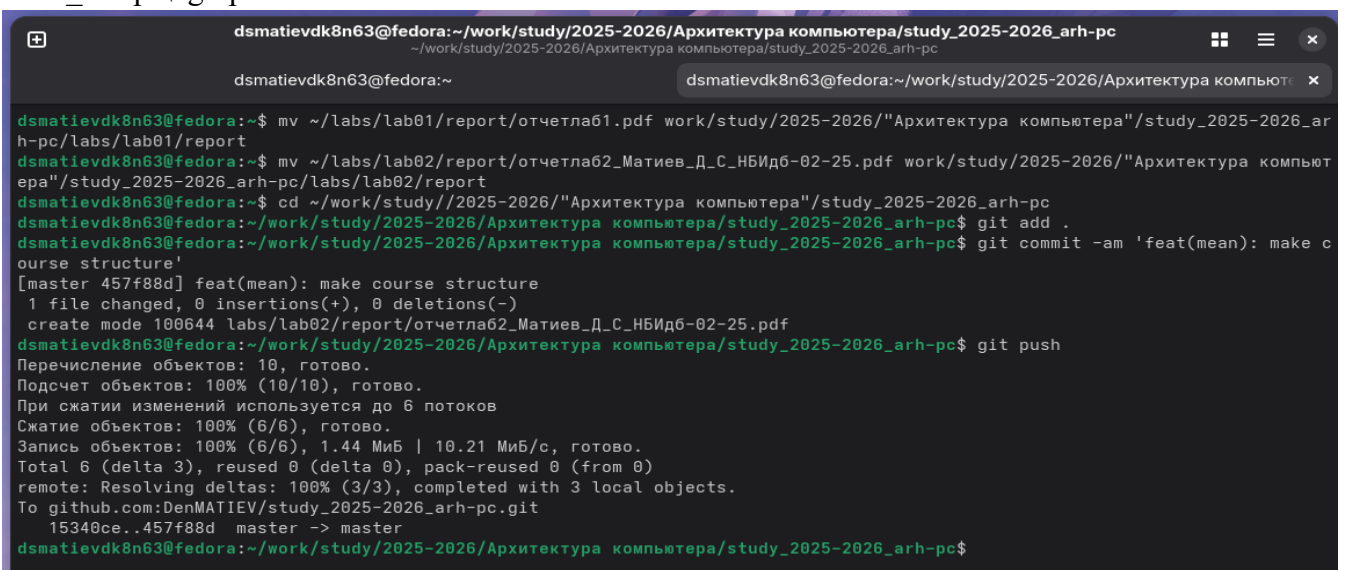 dsmatievdk8n63@fedora:~/work/study/2025-2026/Архитектура компьютера/study_2025-2026_arh-pc
~/work/study/2025-2026/Архитектура компьютера/study_2025-2026_arh-pc
dsmatievdk8n63@fedora:~
dsmatievdk8n63@fedora:~/work/study/2025-2026/Архитектура компьют
dsmatievdk8n63@fedora:~$ mv ~/labs/lab01/report/отчетлаб1.pdf work/study/2025-2026/"Архитектура компьютера"/study_2025-2026_ar
h-pc/labs/lab01/report
dsmatievdk8n63@fedora:~$ mv ~/labs/lab02/report/отчетлаб2_Матиев_Д_С_НБИдб-02-25.pdf work/study/2025-2026/"Архитектура компьют
ера"/study_2025-2026_arh-pc/labs/lab02/report
dsmatievdk8n63@fedora:~$ cd ~/work/study//2025-2026/"Архитектура компьютера"/study_2025-2026_arh-pc
dsmatievdk8n63@fedora:~/work/study/2025-2026/Архитектура компьютера/study_2025-2026_arh-pc$ git add .
dsmatievdk8n63@fedora:~/work/study/2025-2026/Архитектура компьютера/study_2025-2026_arh-pc$ git commit -am 'feat(mean): make c
ourse structure'
[master 457f88d] feat(mean): make course structure
1 file changed, 0 insertions(+), 0 deletions(-)
create mode 100644 labs/lab02/report/отчетлаб2_Матиев_Д_С_НБИдб-02-25.pdf
dsmatievdk8n63@fedora:~/work/study/2025-2026/Архитектура компьютера/study_2025-2026_arh-pc$ git push
Перечисление объектов: 10, готово.
Подсчет объектов: 100% (10/10), готово.
При сжатии изменений используется до 6 потоков
Сжатие объектов: 100% (6/6), готово.
Запись объектов: 100% (6/6), 1.44 МиБ | 10.21 МиБ/с, готово.
Total 6 (delta 3), reused 0 (delta 0), pack-reused 0 (from 0)
remote: Resolving deltas: 100% (3/3), completed with 3 local objects.
To github.com:DenMATIEV/study_2025-2026_arh-pc.git
15340ce..457f88d  master -> master
dsmatievdk8n63@fedora:~/work/study/2025-2026/Архитектура компьютера/study_2025-2026_arh-pc$